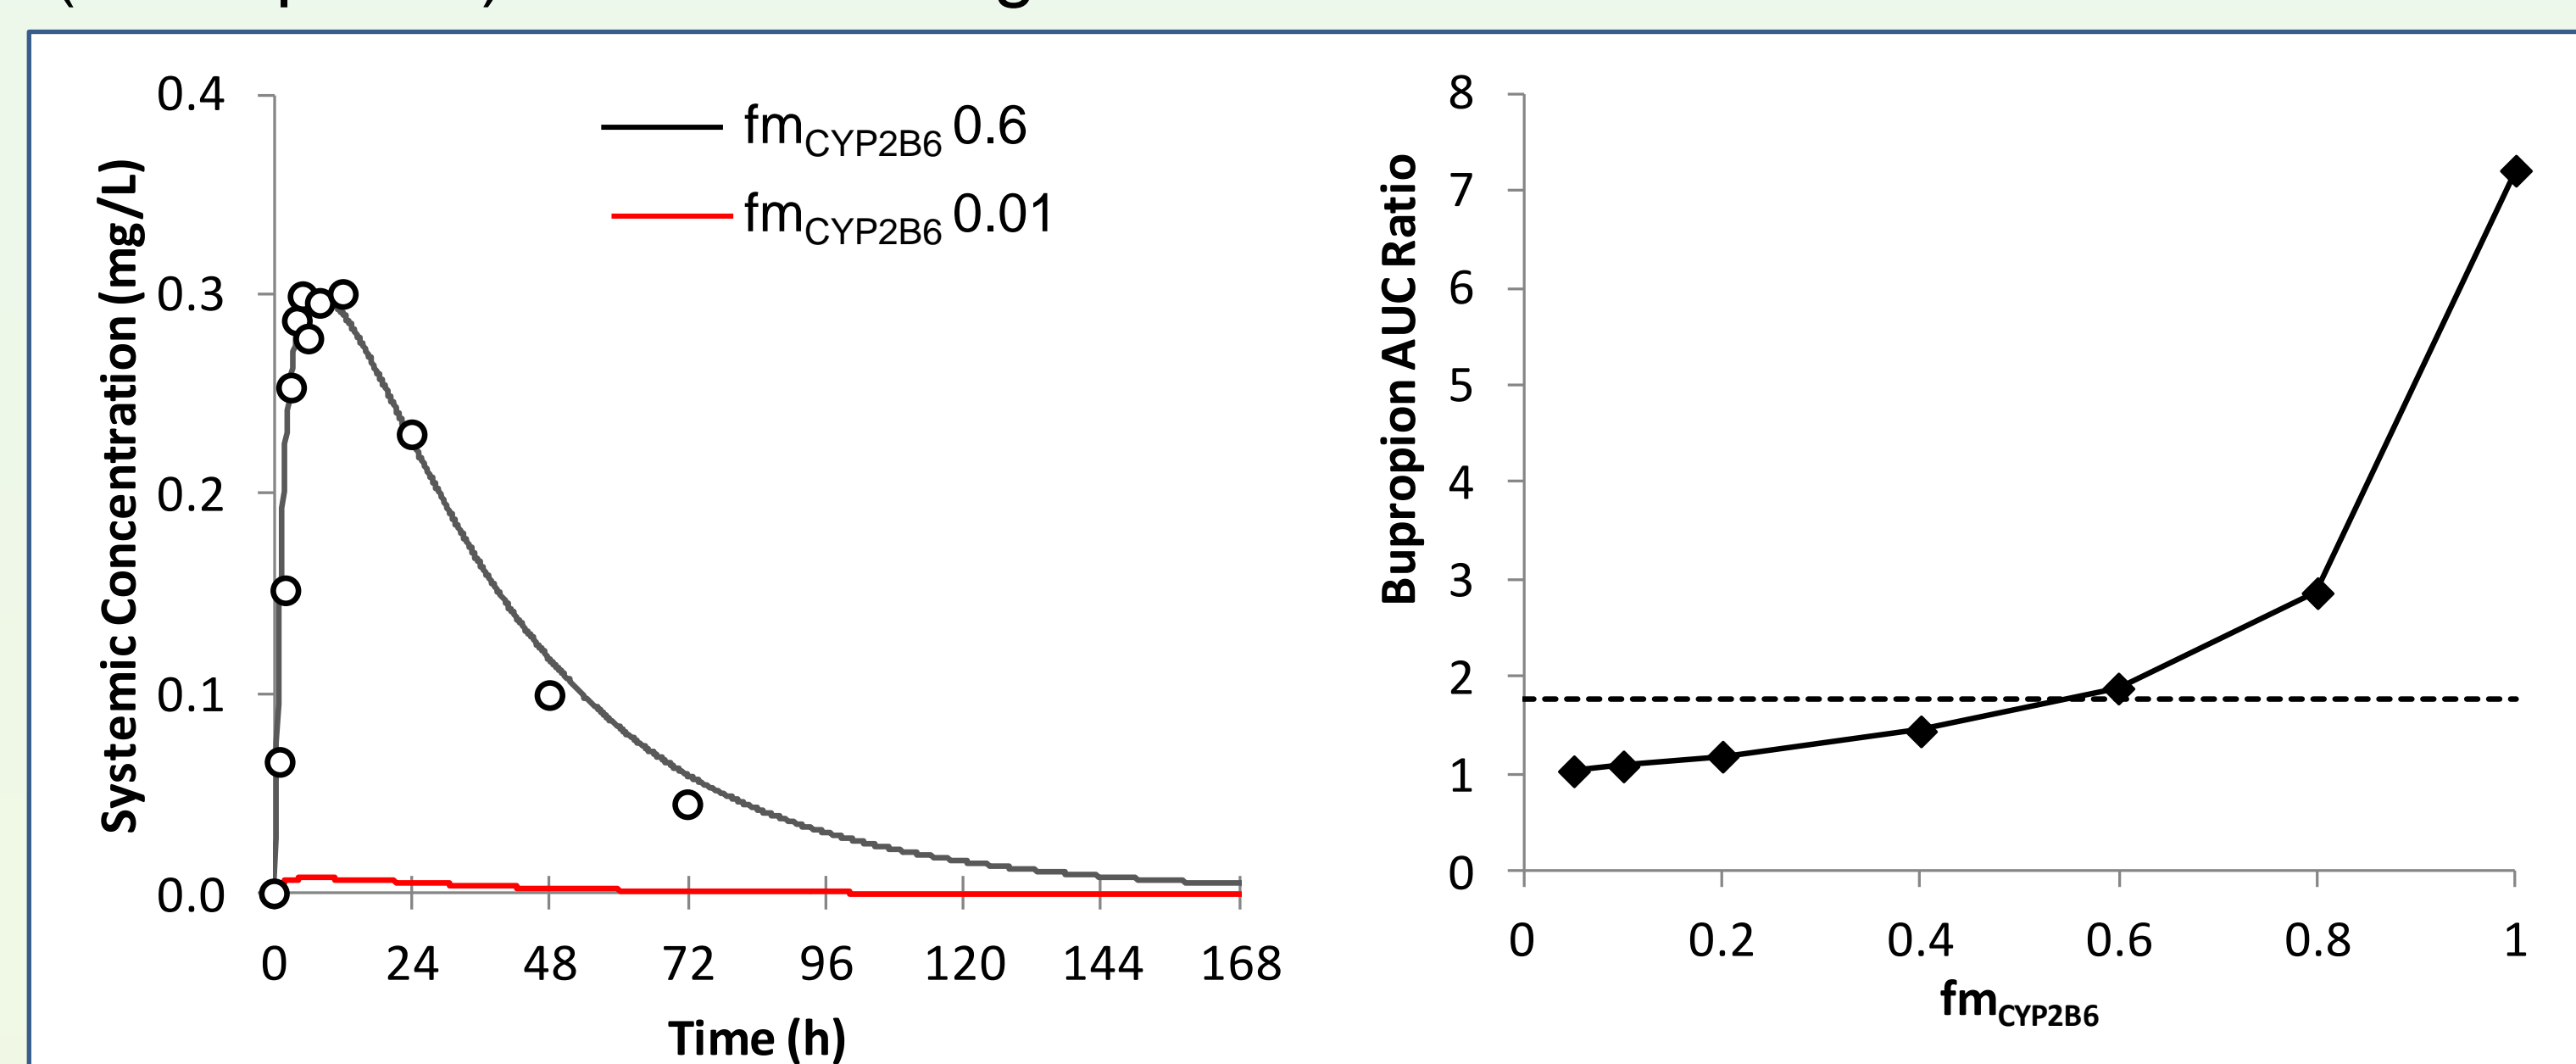 0.4
0.3
0.2
0.1
0.0
Systemic Concentration (mg/L)
fmCYP2B6 0.6
fmCYP2B6 0.01
0 24 48 72 96 120 144 168
Time (h)
8
7
6
5
4
3
2
1
0
Bupropion AUC Ratio
0 0.2 0.4 0.6 0.8 1
fmCYP2B6